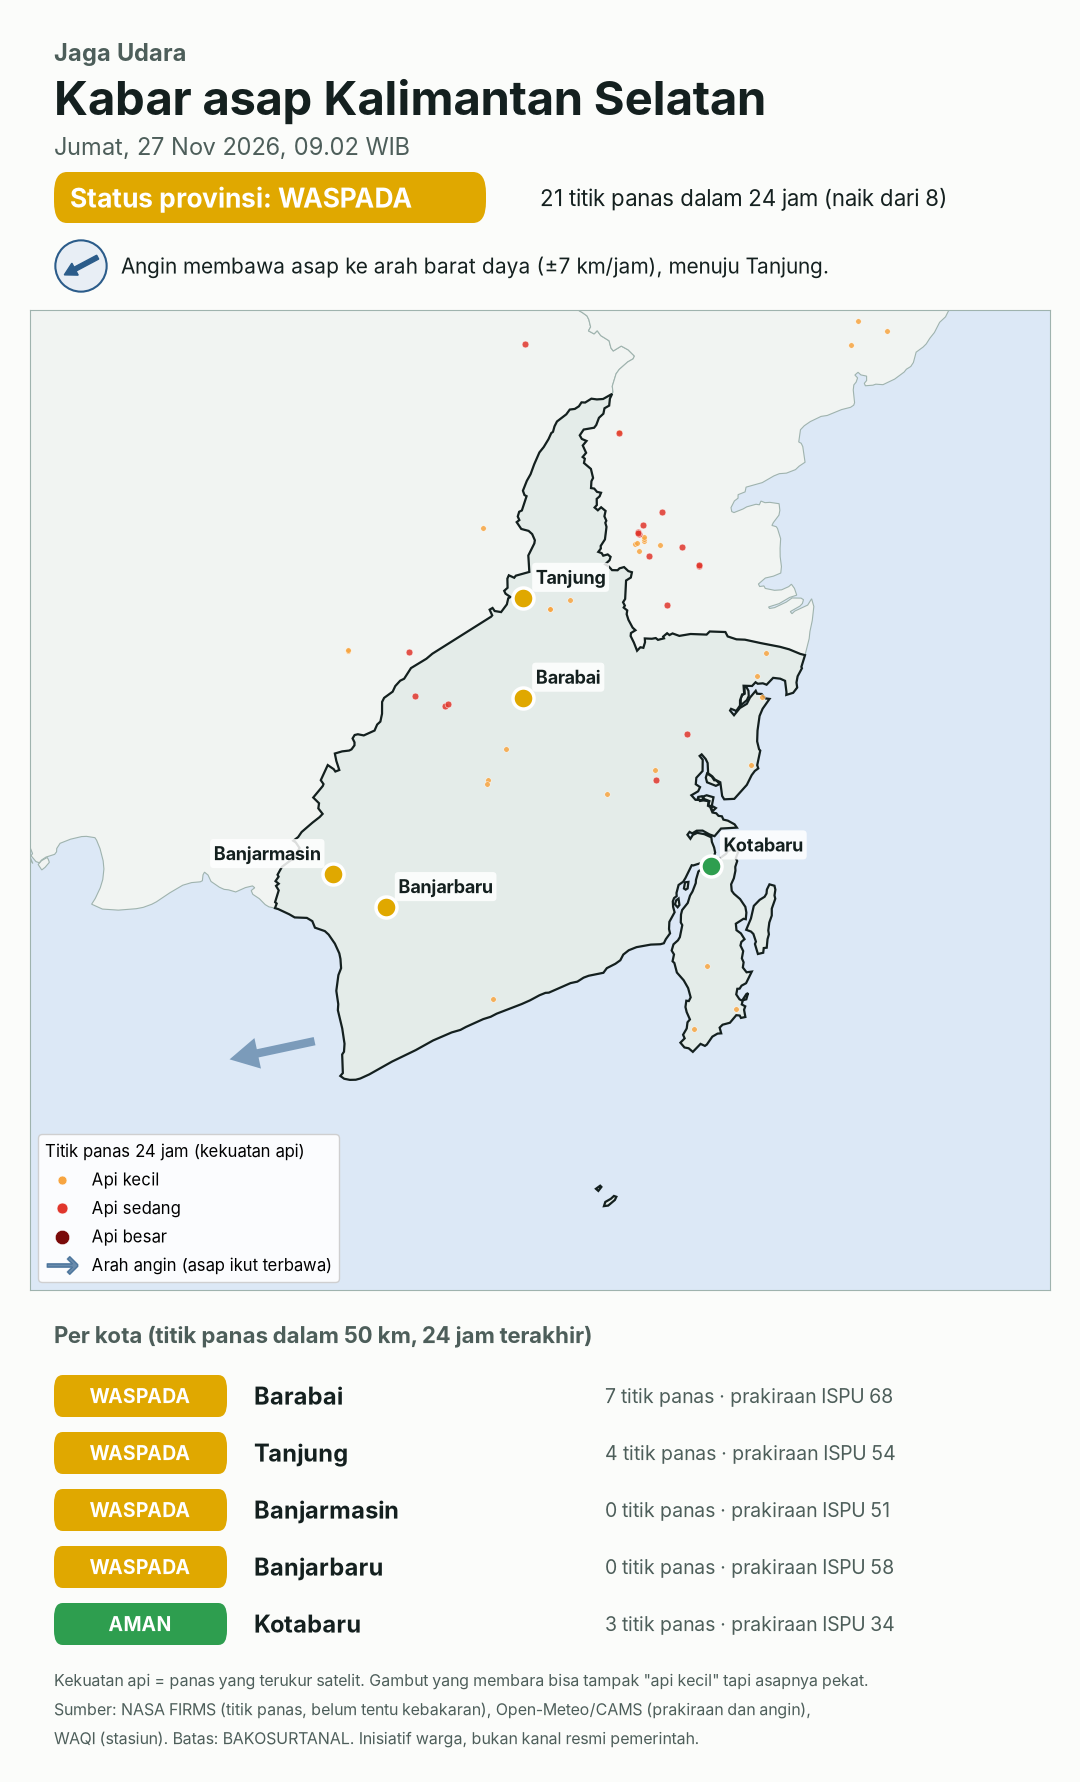 Jaga Udara
Kabar asap Kalimantan Selatan
Jumat, 27 Nov 2026, 09.02 WIB
Status provinsi: WASPADA
21 titik panas dalam 24 jam (naik dari 8)
Angin membawa asap ke arah barat daya (±7 km/jam), menuju Tanjung.
Tanjung
Barabai
Kotabaru
Banjarmasin
Banjarbaru
Titik panas 24 jam (kekuatan api)
Api kecil
Api sedang
Api besar
Arah angin (asap ikut terbawa)
Per kota (titik panas dalam 50 km, 24 jam terakhir)
WASPADA Barabai 7 titik panas · prakiraan ISPU 68
WASPADA Tanjung 4 titik panas · prakiraan ISPU 54
WASPADA Banjarmasin 0 titik panas · prakiraan ISPU 51
WASPADA Banjarbaru 0 titik panas · prakiraan ISPU 58
AMAN Kotabaru 3 titik panas · prakiraan ISPU 34
Kekuatan api = panas yang terukur satelit. Gambut yang membara bisa tampak "api kecil" tapi asapnya pekat.
Sumber: NASA FIRMS (titik panas, belum tentu kebakaran), Open-Meteo/CAMS (prakiraan dan angin),
WAQI (stasiun). Batas: BAKOSURTANAL. Inisiatif warga, bukan kanal resmi pemerintah.